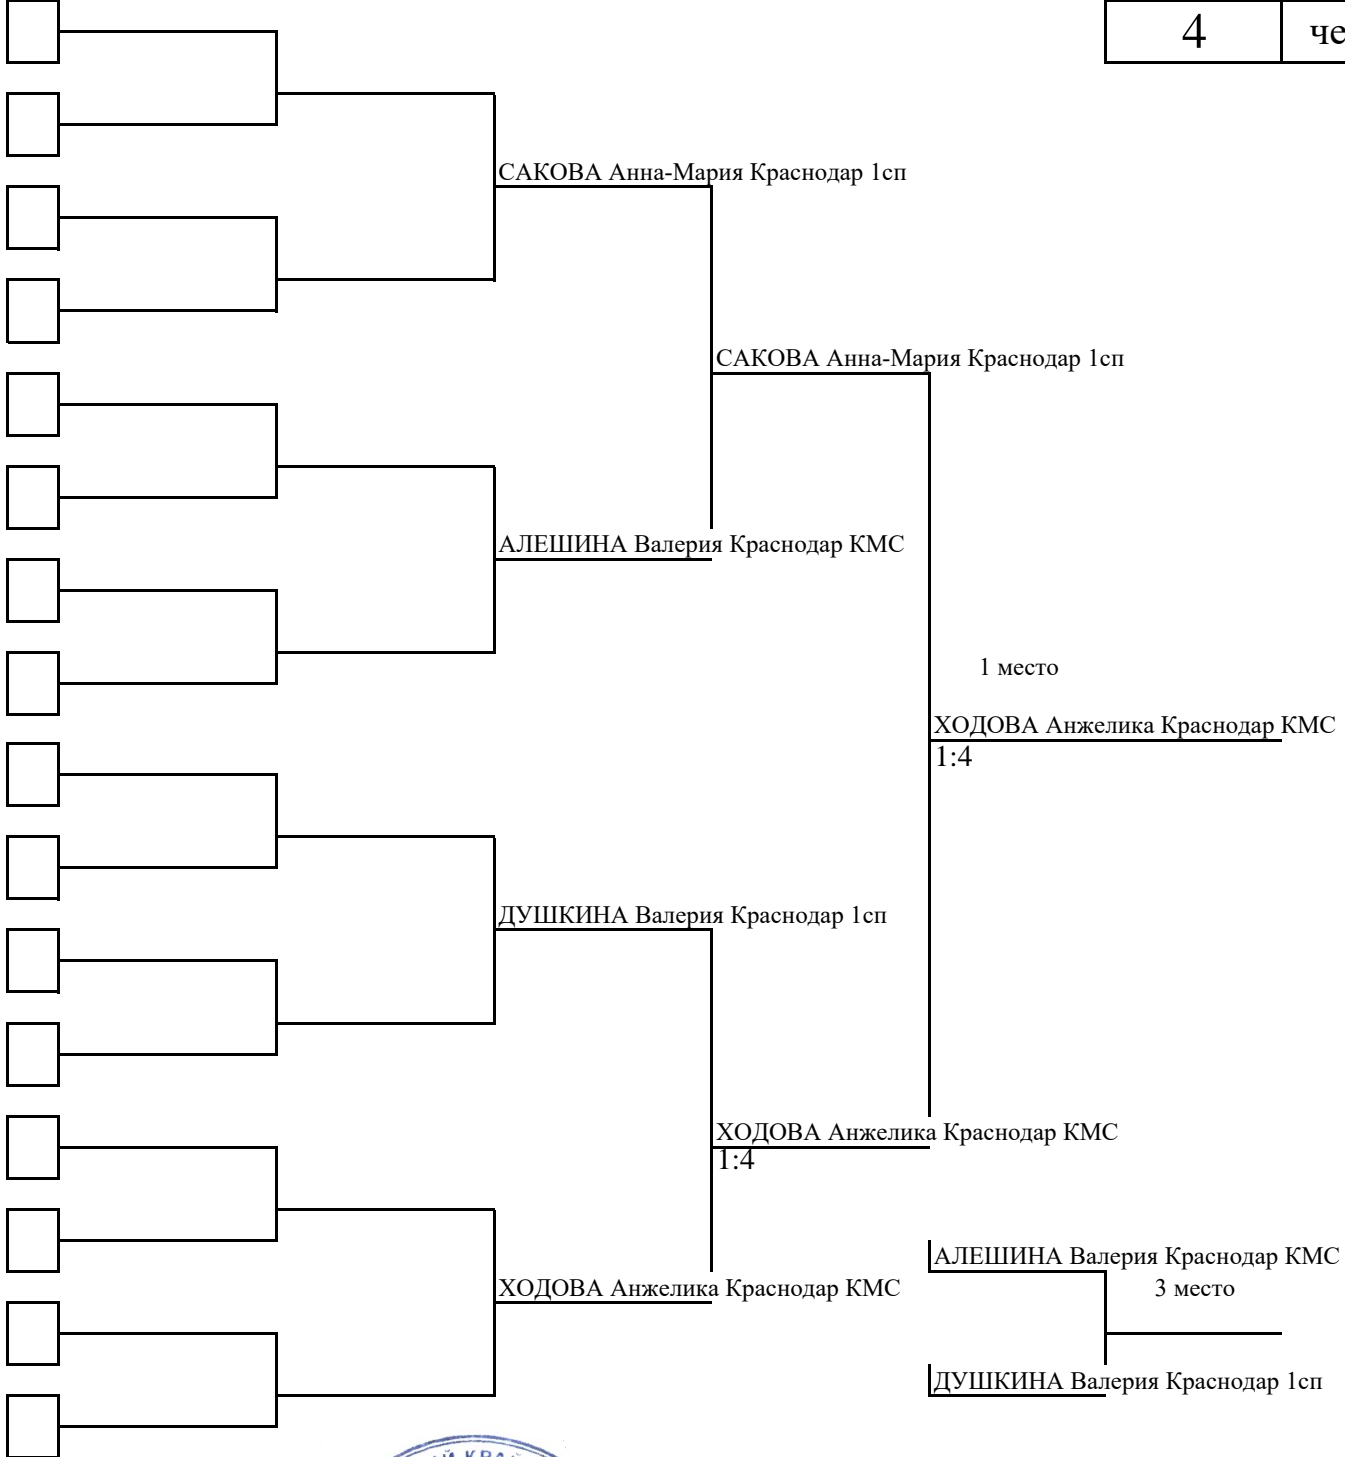 4 че
САКОВА Анна-Мария Краснодар 1сп
САКОВА Анна-Мария Краснодар 1сп
АЛЕШИНА Валерия Краснодар КМС
1 место
ХОДОВА Анжелика Краснодар КМС
1:4
ДУШКИНА Валерия Краснодар 1сп
ХОДОВА Анжелика Краснодар КМС
1:4
АЛЕШИНА Валерия Краснодар КМС
ХОДОВА Анжелика Краснодар КМС
3 место
ДУШКИНА Валерия Краснодар 1сп